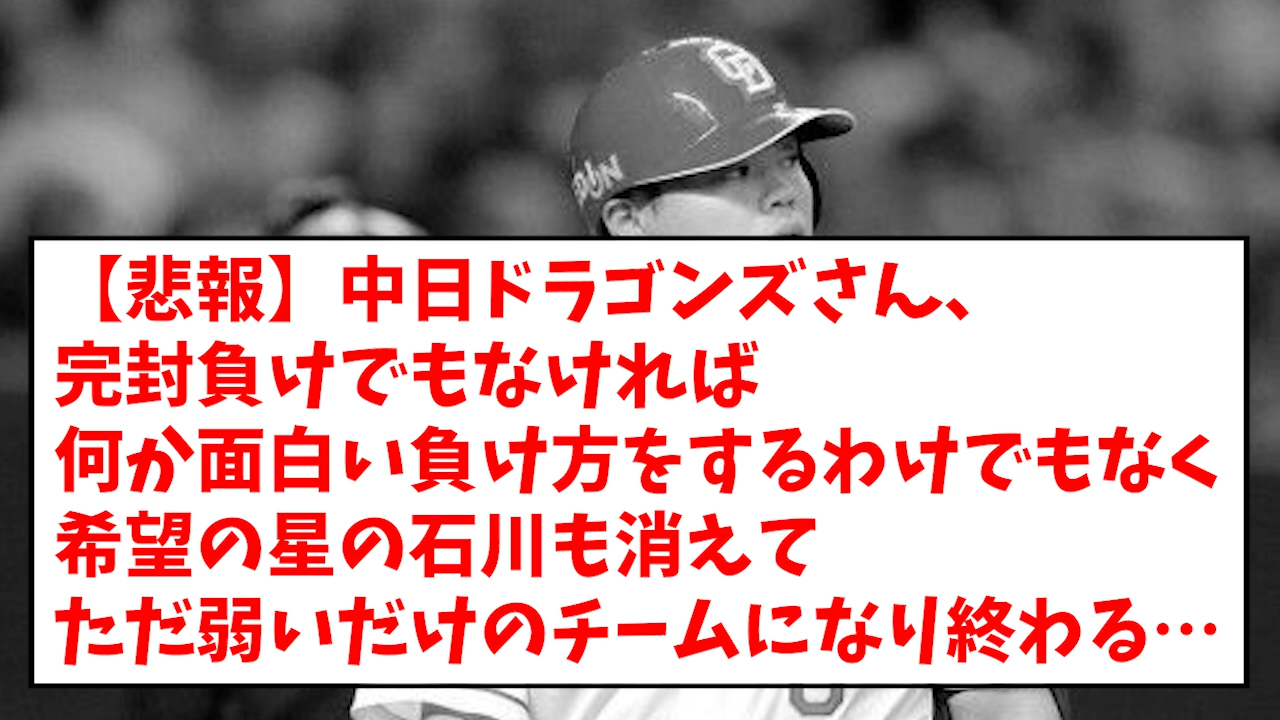 CD
DUN
【悲報】中日ドラゴンズさん、
完封負けでもなければ
何か面白い負け方をするわけでもなく
希望の星の石川も消えて
ただ弱いだけのチームになり終わる…